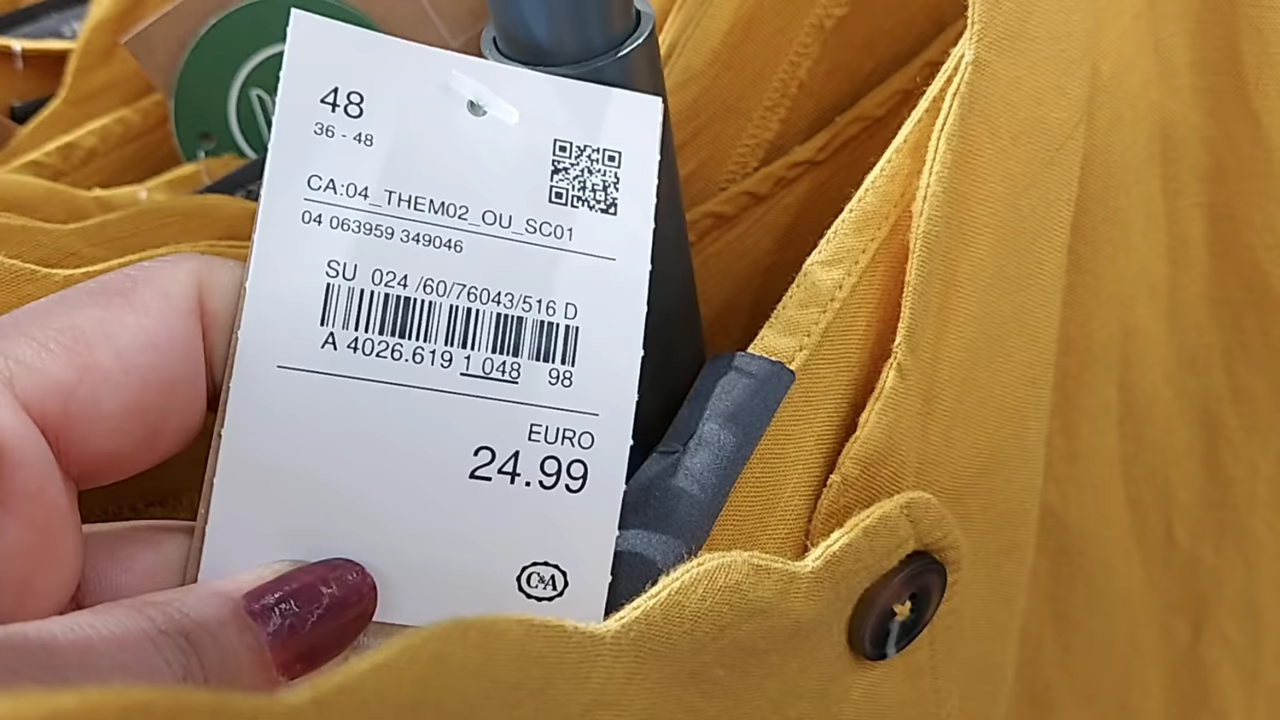 48
36 - 48
CA:04_THEM02_OU_SC01
04 063959 349046
SU 024 /60/76043/516 D
A 4026.619 1 048 98
EURO
24.99
C&A